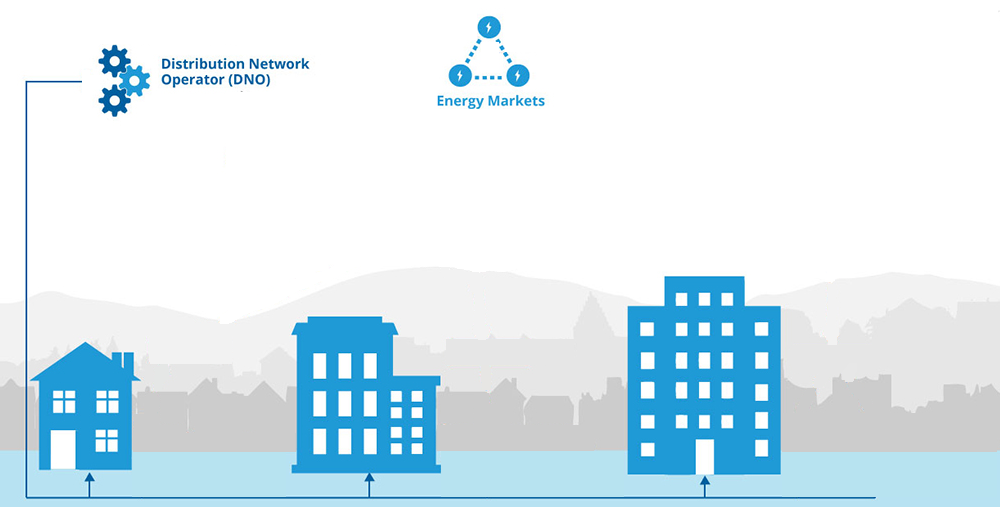 Distribution Network
Operator (DNO)
Energy Markets